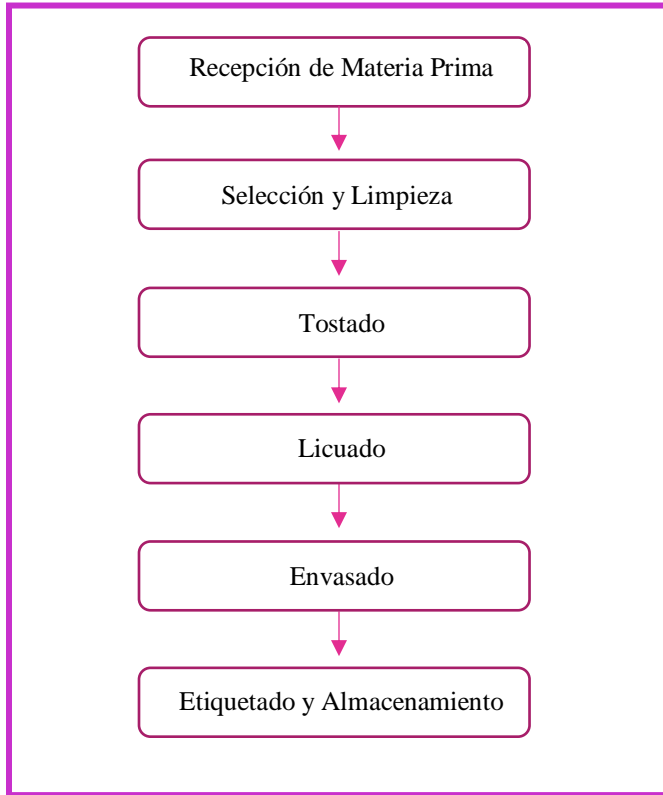 Recepción de Materia Prima
Selección y Limpieza
Tostado
Licuado
Envasado
Etiquetado y Almacenamiento